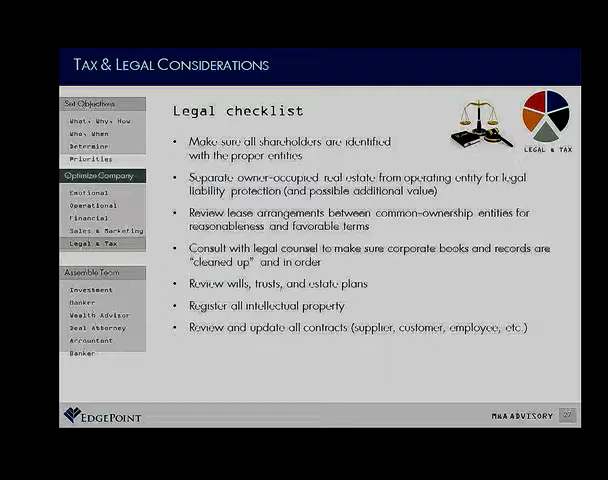 TAX & LEGAL CONSIDERATIONS
Set Objectives
What, Why, How
Who, When
Determine
Priorities
Optimize Company
Emotional
Operational
Financial
Sales & Marketing
Legal & Tax
Assemble Team
Investment
Banker
Wealth Advisor
Deal Attorney
Accountant
Banker
Legal checklist
LEGAL & TAX
• Make sure all shareholders are identified
with the proper entities
• Separate owner-occupied real estate from operating entity for legal
liability protection (and possible additional value)
• Review lease arrangements between common-ownership entities for
reasonableness and favorable terms
• Consult with legal counsel to make sure corporate books and records are
"cleaned up" and in order
• Review wills, trusts, and estate plans
• Register all intellectual property
• Review and update all contracts (supplier, customer, employee, etc.)
EDGEPOINT
M&A ADVISORY 27